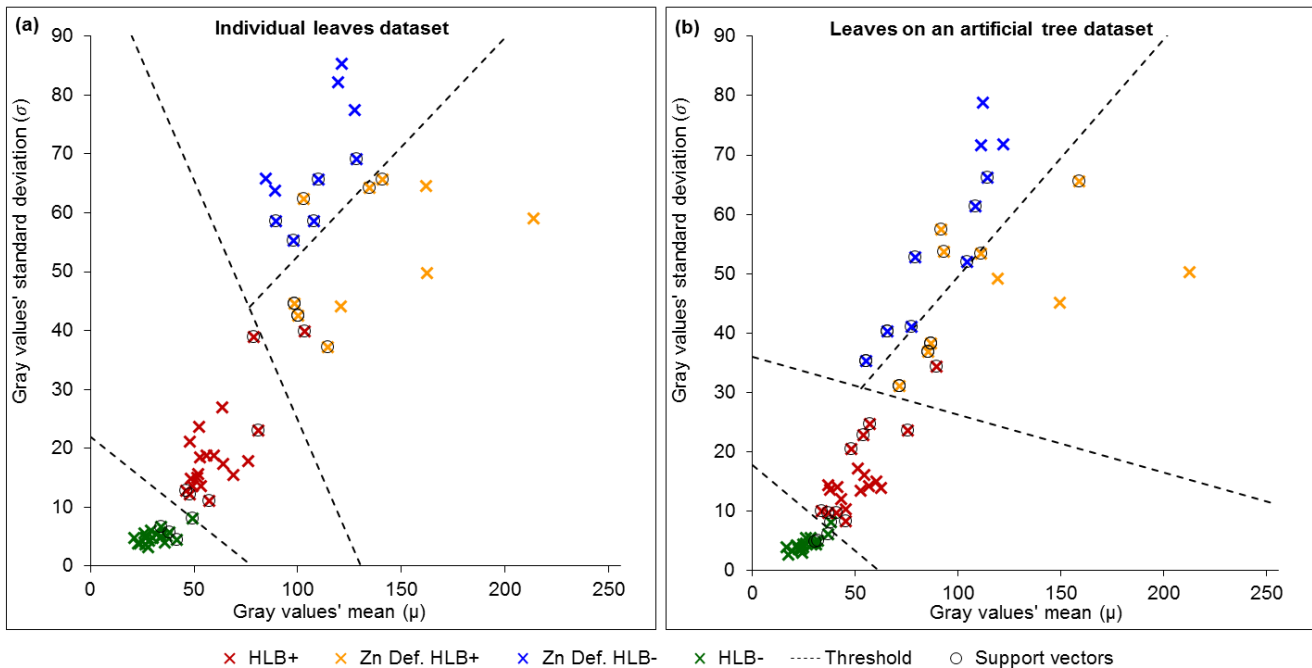 (a)
Individual leaves dataset
Gray values' standard deviation (σ)
90
80
70
60
50
40
30
20
10
0
0 50 100 150 200 250
Gray values' mean (μ)
(b)
Leaves on an artificial tree dataset
Gray values' standard deviation (σ)
90
80
70
60
50
40
30
20
10
0
0 50 100 150 200 250
Gray values' mean (μ)
HLB+ Zn Def. HLB+ Zn Def. HLB- HLB- Threshold Support vectors